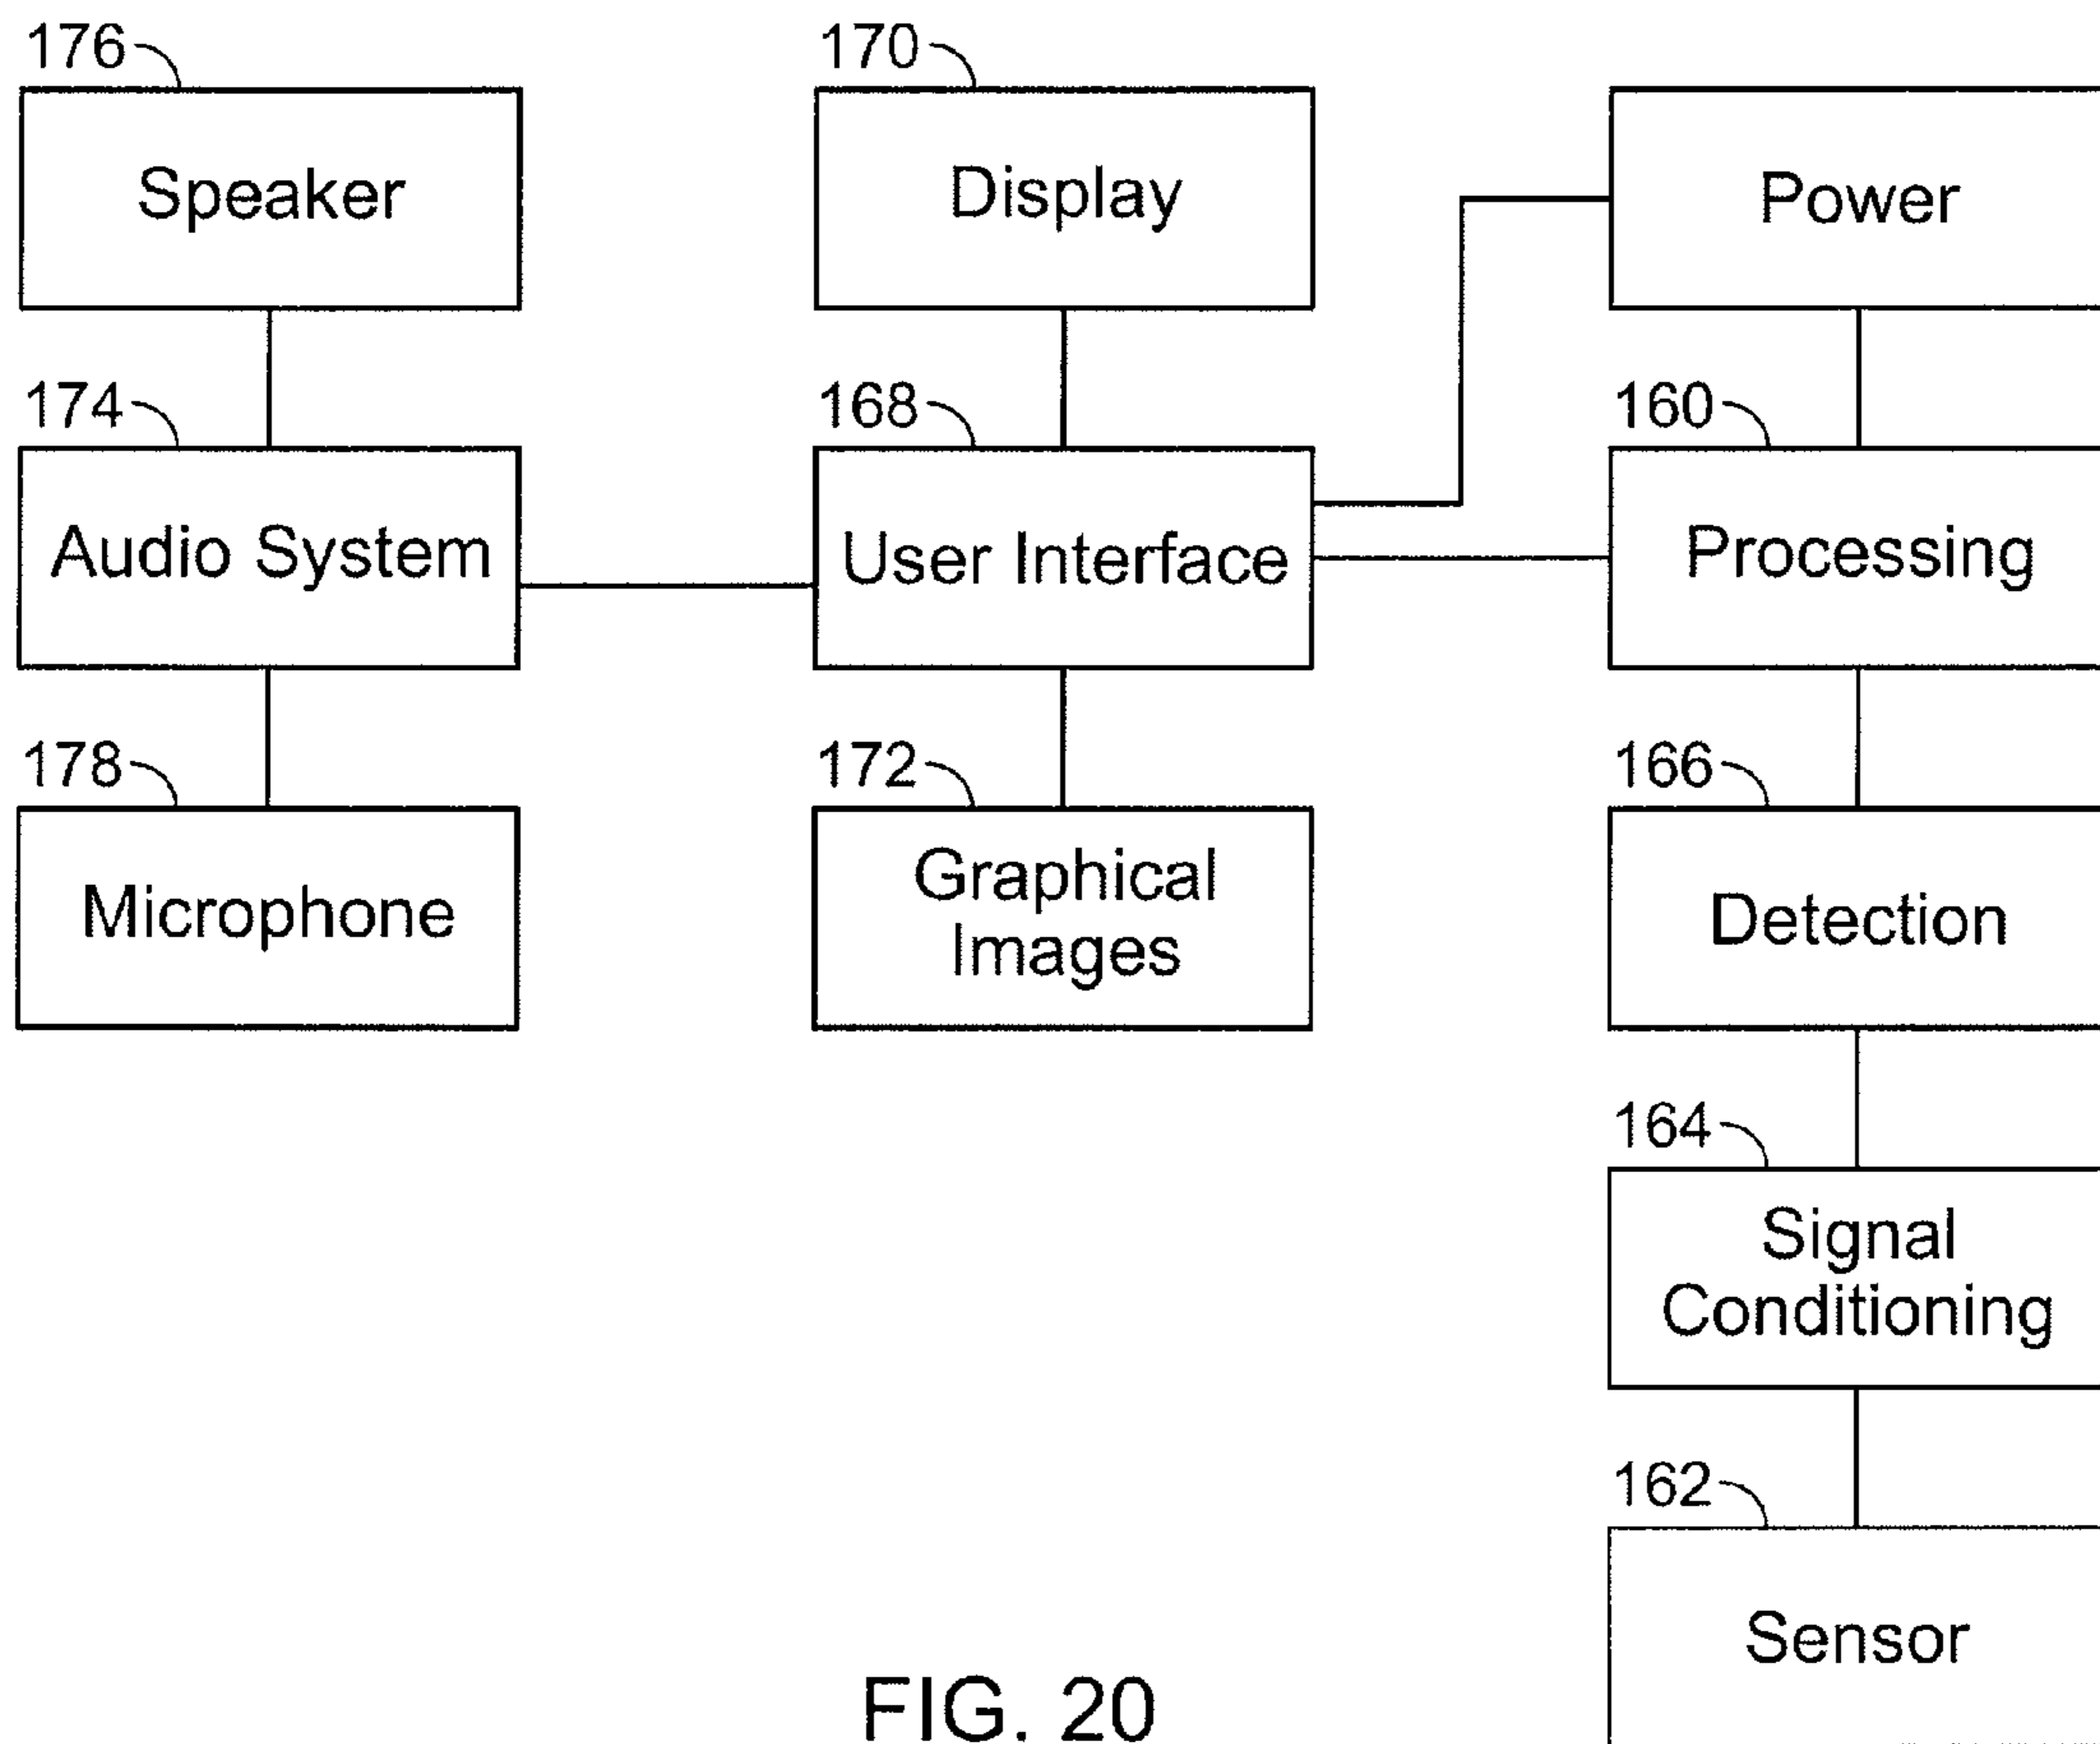 176
170
Speaker
Display
Power
174
168
160
Audio System
User Interface
Processing
178
172
166
Microphone
Graphical
Images
Detection
164
Signal
Conditioning
162
Sensor
FIG. 20